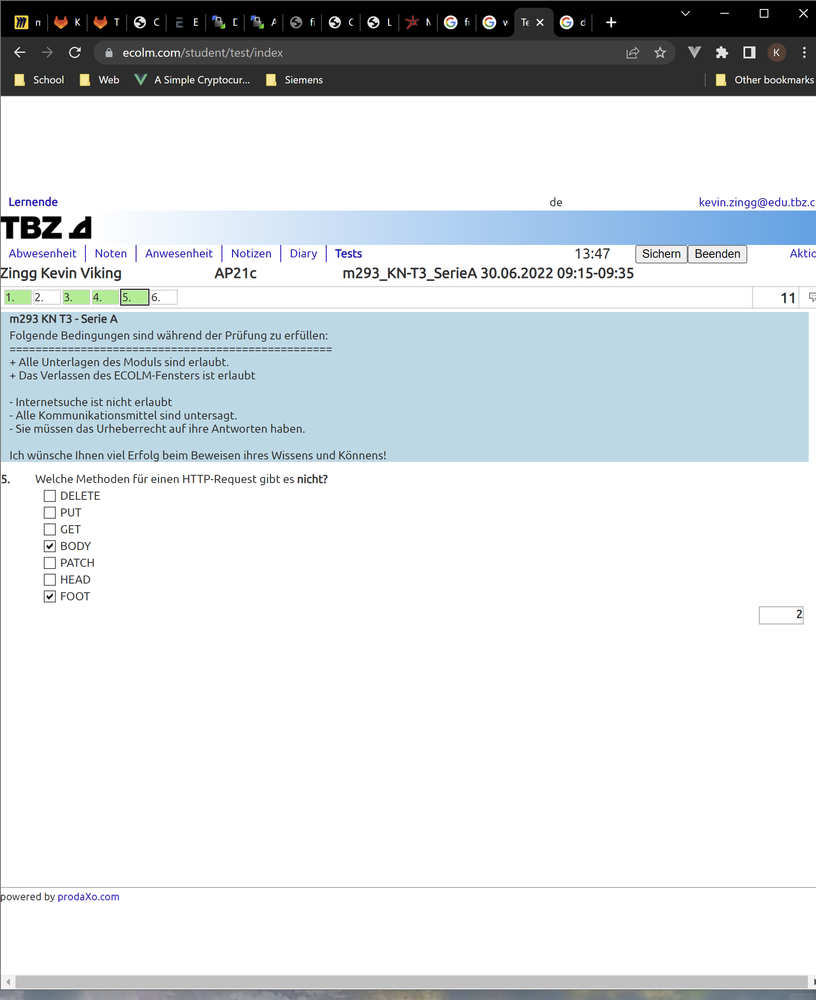 m K T C E D A fi C L M fu w Te d
ecolm.com/student/test/index K
School Web A Simple Cryptocur... Siemens Other bookmarks
Lernende de kevin.zingg@edu.tbz.c
TBZ
Abwesenheit Noten Anwesenheit Notizen Diary Tests 13:47 Sichern Beenden Aktio
Zingg Kevin Viking AP21c m293_KN-T3_SerieA 30.06.2022 09:15-09:35
1. 2. 3. 4. 5. 6. 11
m293 KN T3 - Serie A
Folgende Bedingungen sind während der Prüfung zu erfüllen:
==================================================
+ Alle Unterlagen des Moduls sind erlaubt.
+ Das Verlassen des ECOLM-Fensters ist erlaubt
- Internetsuche ist nicht erlaubt
- Alle Kommunikationsmittel sind untersagt.
- Sie müssen das Urheberrecht auf ihre Antworten haben.
Ich wünsche Ihnen viel Erfolg beim Beweisen ihres Wissens und Könnens!
5. Welche Methoden für einen HTTP-Request gibt es nicht?
DELETE
PUT
GET
BODY
PATCH
HEAD
FOOT
2
powered by prodaXo.com